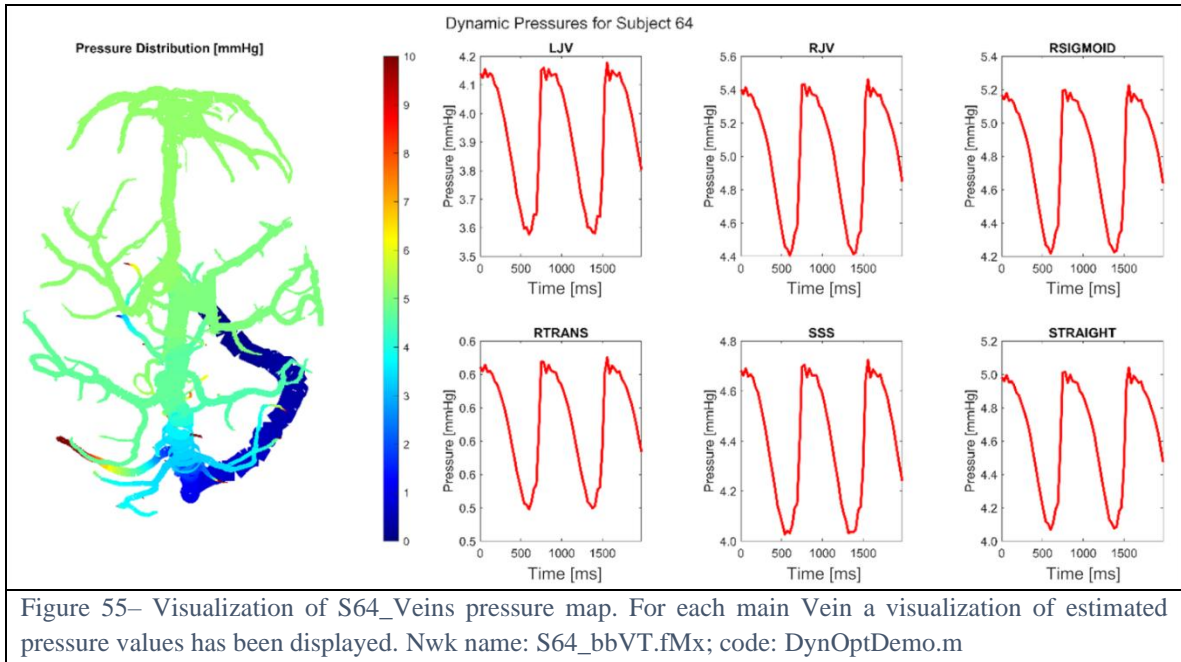 Dynamic Pressures for Subject 64
Pressure Distribution [mmHg]
10
9
8
7
6
5
4
3
2
1
0
LJV
Pressure [mmHg]
4.2
4.1
4
3.9
3.8
3.7
3.6
3.5
0 500 1000 1500
Time [ms]
RJV
Pressure [mmHg]
5.6
5.4
5.2
5
4.8
4.6
4.4
0 500 1000 1500
Time [ms]
RSIGMOID
Pressure [mmHg]
5.4
5.2
5.0
4.8
4.6
4.4
4.2
0 500 1000 1500
Time [ms]
RTRANS
Pressure [mmHg]
0.6
0.6
0.6
0.6
0.5
0.5
0 500 1000 1500
Time [ms]
SSS
Pressure [mmHg]
4.8
4.6
4.4
4.2
4.0
0 500 1000 1500
Time [ms]
STRAIGHT
Pressure [mmHg]
5.2
5.0
4.8
4.6
4.4
4.2
4.0
0 500 1000 1500
Time [ms]
Figure 55– Visualization of S64_Veins pressure map. For each main Vein a visualization of estimated
pressure values has been displayed. Nwk name: S64_bbVT.fMx; code: DynOptDemo.m